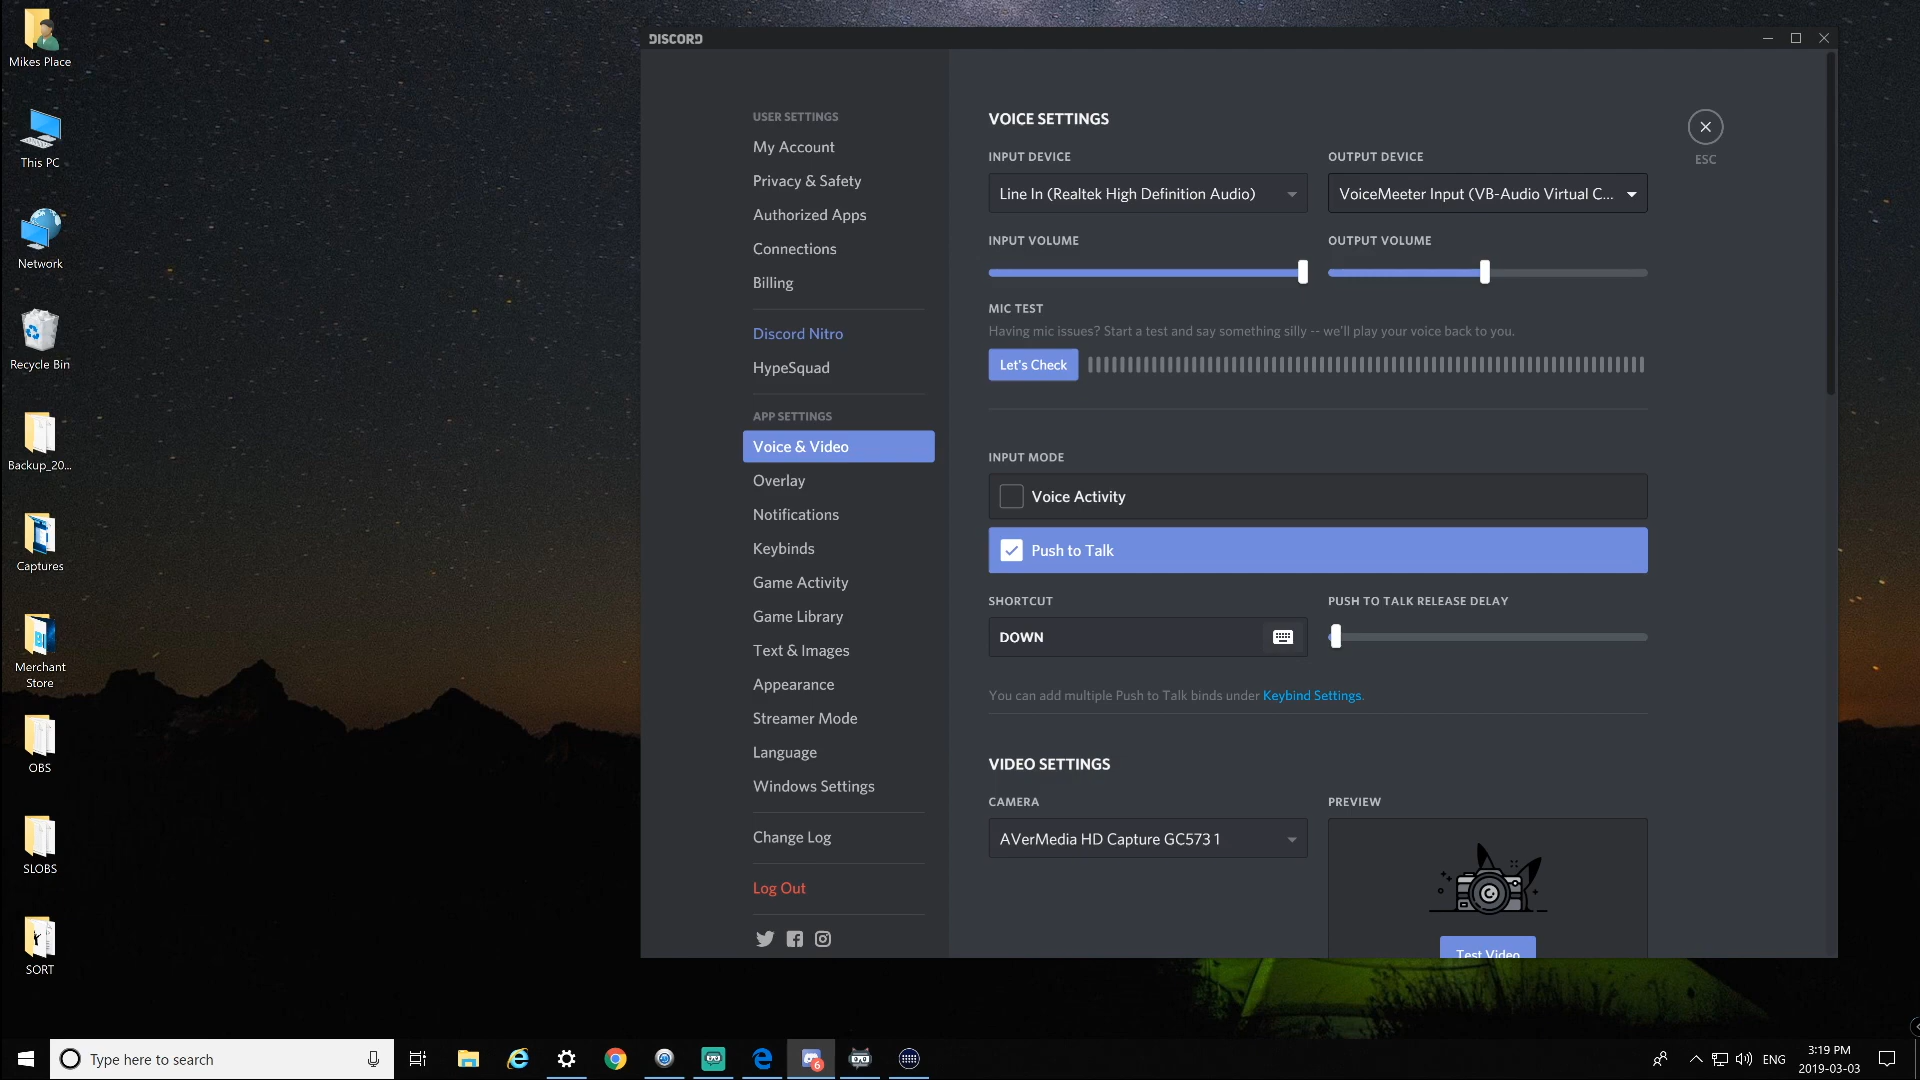 Mikes Place
This PC
Network
Recycle Bin
Backup_20...
Captures
Merchant
Store
OBS
SLOBS
SORT
DISCORD
USER SETTINGS
My Account
Privacy & Safety
Authorized Apps
Connections
Billing
Discord Nitro
HypeSquad
APP SETTINGS
Voice & Video
Overlay
Notifications
Keybinds
Game Activity
Game Library
Text & Images
Appearance
Streamer Mode
Language
Windows Settings
Change Log
Log Out
VOICE SETTINGS
ESC
INPUT DEVICE
OUTPUT DEVICE
Line In (Realtek High Definition Audio)
VoiceMeeter Input (VB-Audio Virtual C...
INPUT VOLUME
OUTPUT VOLUME
MIC TEST
Having mic issues? Start a test and say something silly -- we'll play your voice back to you.
Let's Check
INPUT MODE
Voice Activity
Push to Talk
SHORTCUT
PUSH TO TALK RELEASE DELAY
DOWN
You can add multiple Push to Talk binds under Keybind Settings.
VIDEO SETTINGS
CAMERA
PREVIEW
AVerMedia HD Capture GC573 1
Test Video
Type here to search
6
ENG
3:19 PM
2019-03-03